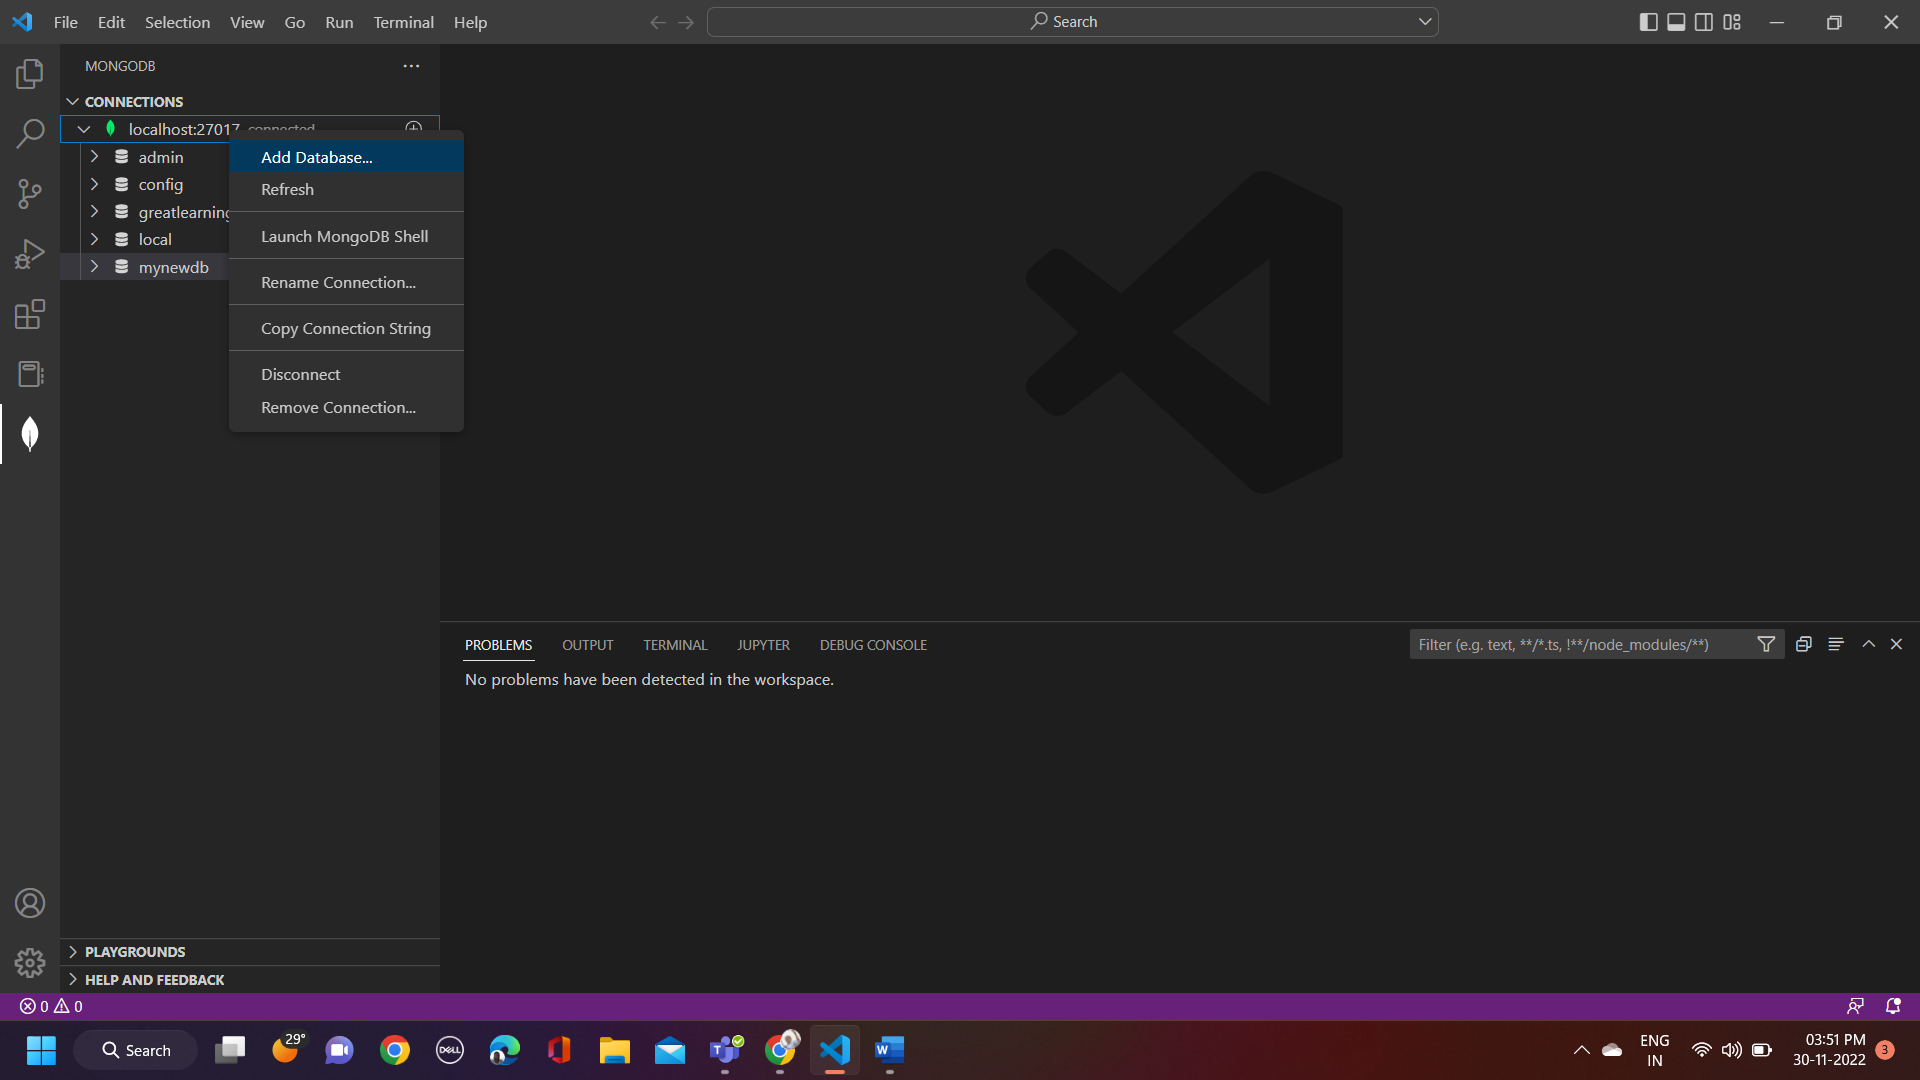 File Edit Selection View Go Run Terminal Help
Search
MONGODB
CONNECTIONS
localhost:27017 connected
admin
config
greatlearning
local
mynewdb
Add Database...
Refresh
Launch MongoDB Shell
Rename Connection...
Copy Connection String
Disconnect
Remove Connection...
PROBLEMS OUTPUT TERMINAL JUPYTER DEBUG CONSOLE
Filter (e.g. text, **/*.ts, !**/node_modules/**)
No problems have been detected in the workspace.
PLAYGROUNDS
HELP AND FEEDBACK
0 0
Search
29°
DELL
T
W
ENG
IN
03:51 PM
30-11-2022
3